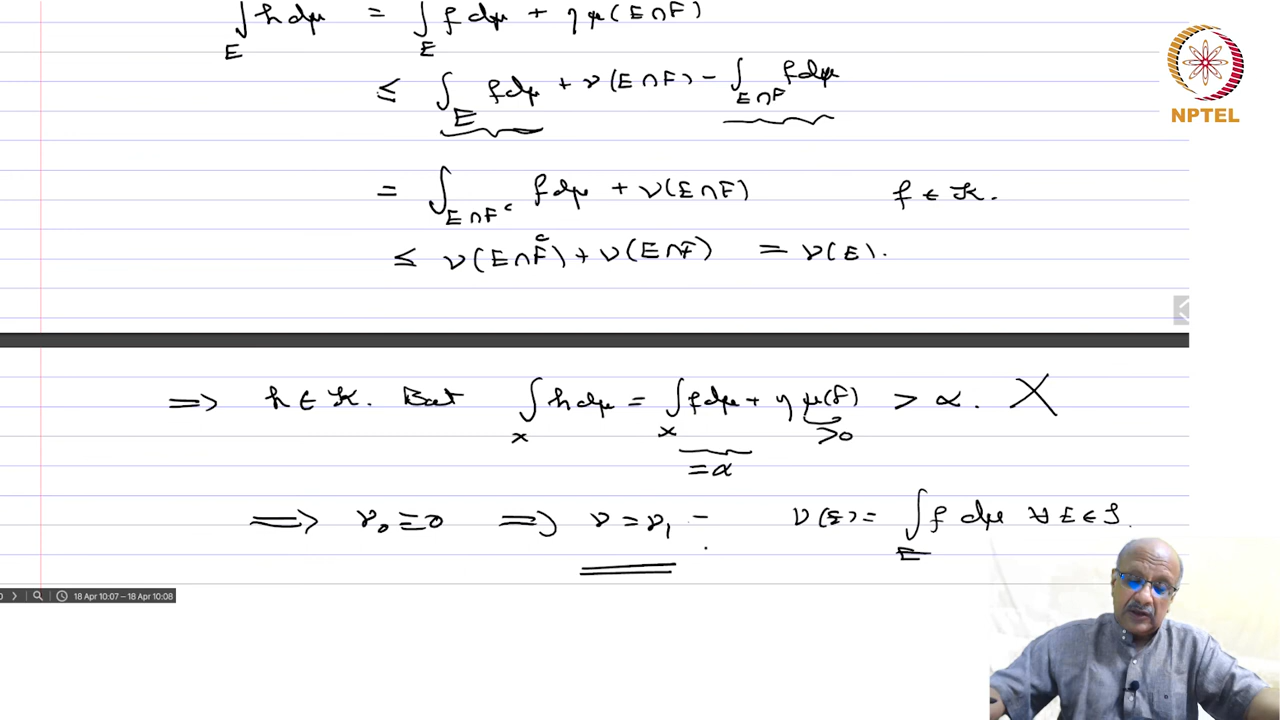 ∫_E h dμ = ∫_E f dμ + η μ(E∩F)
NPTEL
≤ ∫_E f dμ + ν(E∩F) − ∫_{E∩F} f dμ
= ∫_{E∩F^c} f dμ + ν(E∩F) f ∈ K.
≤ ν(E∩F^c) + ν(E∩F) = ν(E).
⟹ h ∈ K. But ∫_X h dμ = ∫_X f dμ + η μ(F) > α. X
>0
= α
⟹ ν₀ ≡ 0 ⟹ ν = ν₁ − ν(E) = ∫_E f dμ ∀ E ∈ S.
18 Apr 10:07 – 18 Apr 10:08